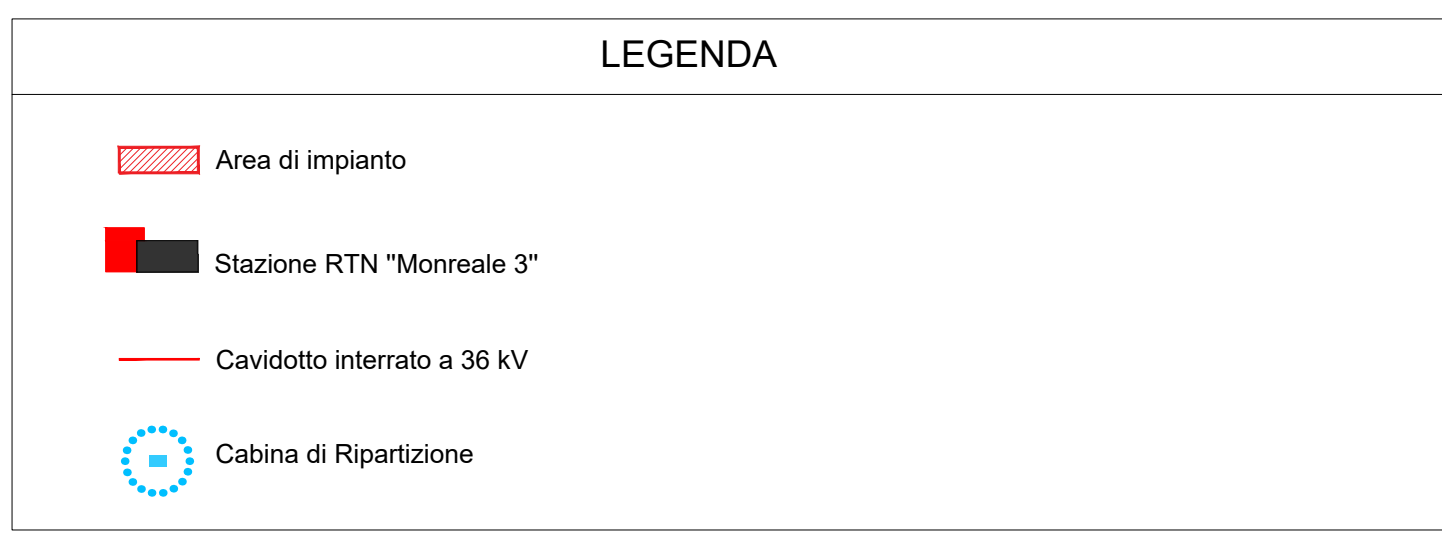 LEGENDA
Area di impianto
Stazione RTN "Monreale 3"
Cavidotto interrato a 36 kV
Cabina di Ripartizione